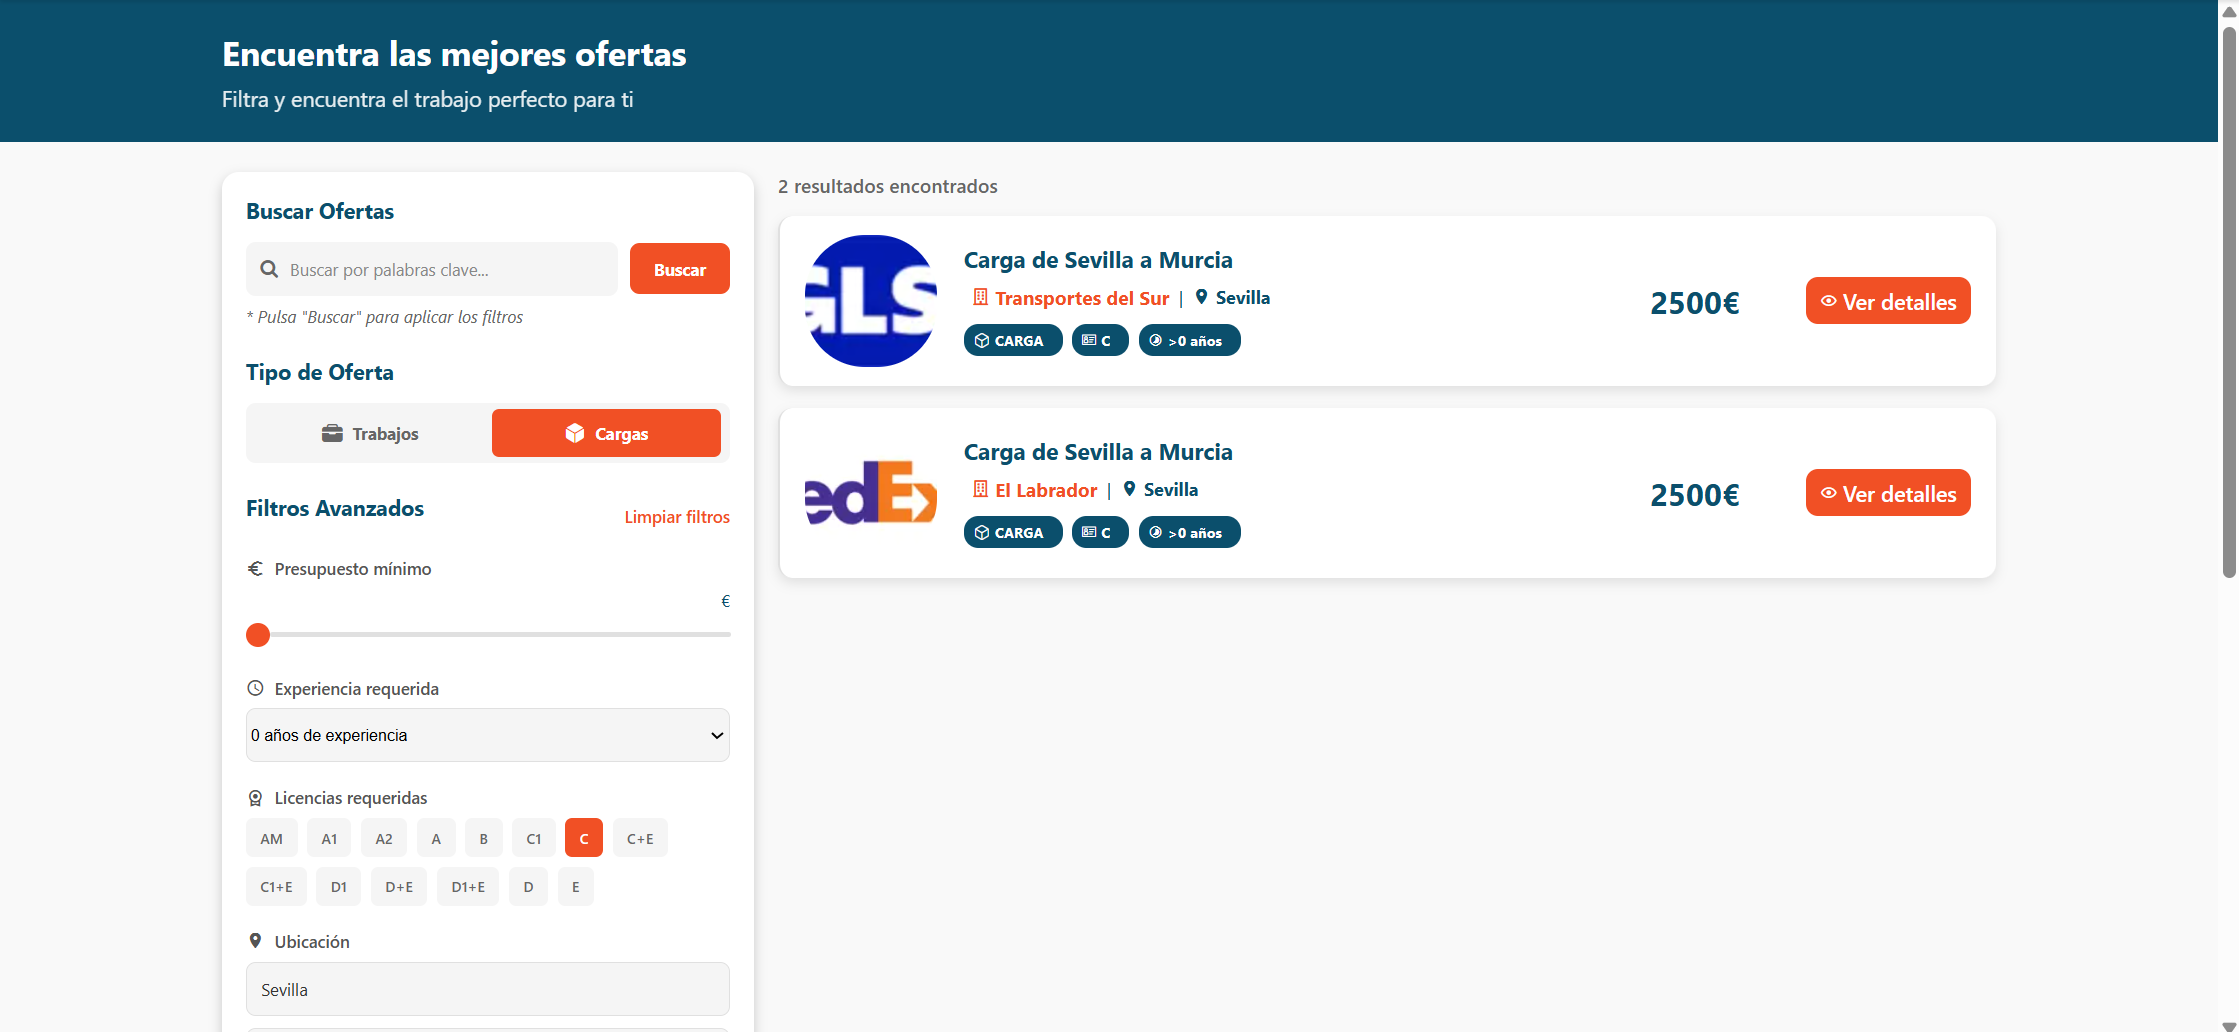 Encuentra las mejores ofertas
Filtra y encuentra el trabajo perfecto para ti
Buscar Ofertas
Buscar por palabras clave...
Buscar
* Pulsa "Buscar" para aplicar los filtros
Tipo de Oferta
Trabajos
Cargas
Filtros Avanzados
Limpiar filtros
€ Presupuesto mínimo
€
Experiencia requerida
0 años de experiencia
Licencias requeridas
AM A1 A2 A B C1 C C+E
C1+E D1 D+E D1+E D E
Ubicación
Sevilla
2 resultados encontrados
GLS
Carga de Sevilla a Murcia
Transportes del Sur | Sevilla
CARGA C >0 años
2500€
Ver detalles
edEx
Carga de Sevilla a Murcia
El Labrador | Sevilla
CARGA C >0 años
2500€
Ver detalles